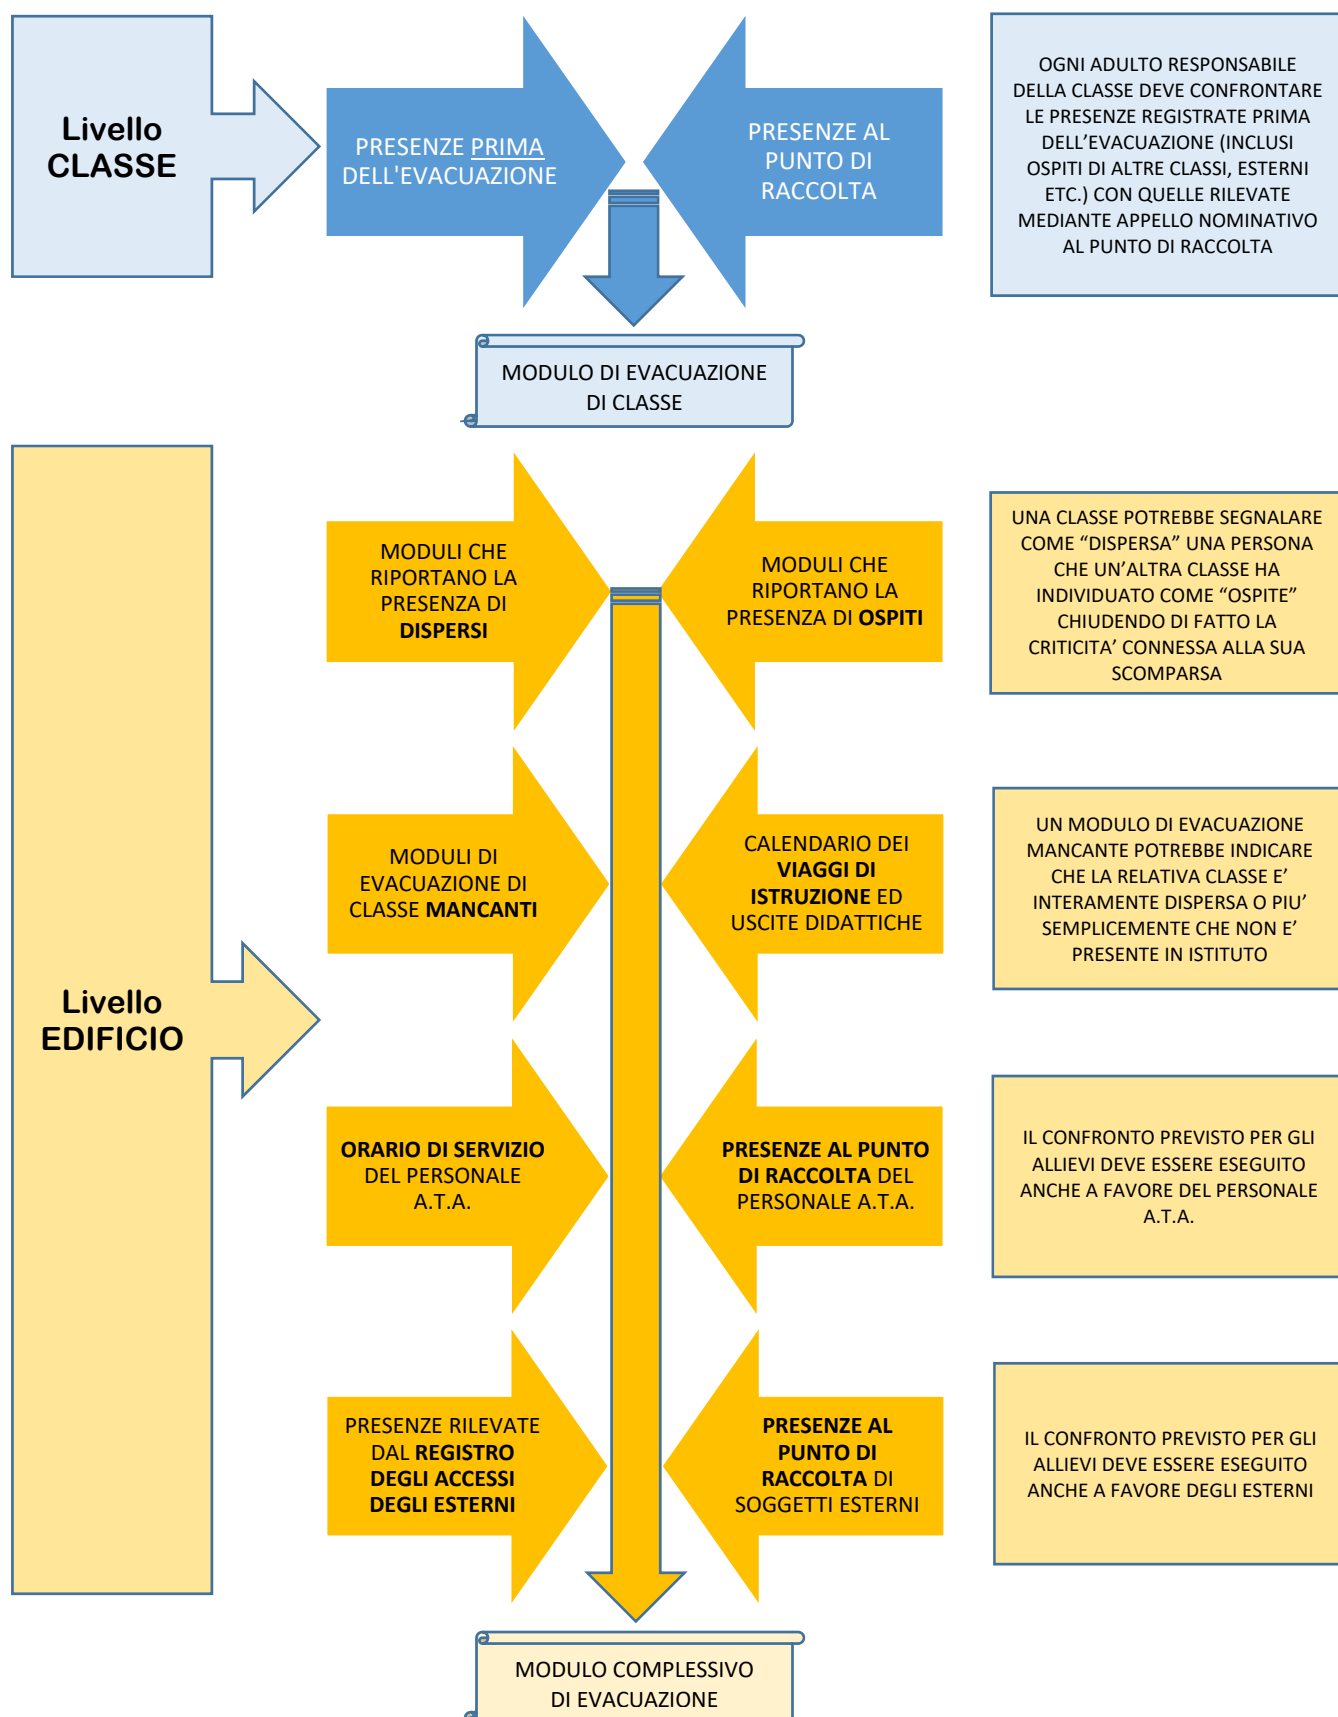 Livello
CLASSE
PRESENZE PRIMA
DELL'EVACUAZIONE
PRESENZE AL
PUNTO DI
RACCOLTA
OGNI ADULTO RESPONSABILE
DELLA CLASSE DEVE CONFRONTARE
LE PRESENZE REGISTRATE PRIMA
DELL’EVACUAZIONE (INCLUSI
OSPITI DI ALTRE CLASSI, ESTERNI
ETC.) CON QUELLE RILEVATE
MEDIANTE APPELLO NOMINATIVO
AL PUNTO DI RACCOLTA
MODULO DI EVACUAZIONE
DI CLASSE
Livello
EDIFICIO
MODULI CHE
RIPORTANO LA
PRESENZA DI
DISPERSI
MODULI CHE
RIPORTANO LA
PRESENZA DI OSPITI
UNA CLASSE POTREBBE SEGNALARE
COME “DISPERSA” UNA PERSONA
CHE UN’ALTRA CLASSE HA
INDIVIDUATO COME “OSPITE”
CHIUDENDO DI FATTO LA
CRITICITA’ CONNESSA ALLA SUA
SCOMPARSA
MODULI DI
EVACUAZIONE DI
CLASSE MANCANTI
CALENDARIO DEI
VIAGGI DI
ISTRUZIONE ED
USCITE DIDATTICHE
UN MODULO DI EVACUAZIONE
MANCANTE POTREBBE INDICARE
CHE LA RELATIVA CLASSE E’
INTERAMENTE DISPERSA O PIU’
SEMPLICEMENTE CHE NON E’
PRESENTE IN ISTITUTO
ORARIO DI SERVIZIO
DEL PERSONALE
A.T.A.
PRESENZE AL PUNTO
DI RACCOLTA DEL
PERSONALE A.T.A.
IL CONFRONTO PREVISTO PER GLI
ALLIEVI DEVE ESSERE ESEGUITO
ANCHE A FAVORE DEL PERSONALE
A.T.A.
PRESENZE RILEVATE
DAL REGISTRO
DEGLI ACCESSI
DEGLI ESTERNI
PRESENZE AL
PUNTO DI
RACCOLTA DI
SOGGETTI ESTERNI
IL CONFRONTO PREVISTO PER GLI
ALLIEVI DEVE ESSERE ESEGUITO
ANCHE A FAVORE DEGLI ESTERNI
MODULO COMPLESSIVO
DI EVACUAZIONE